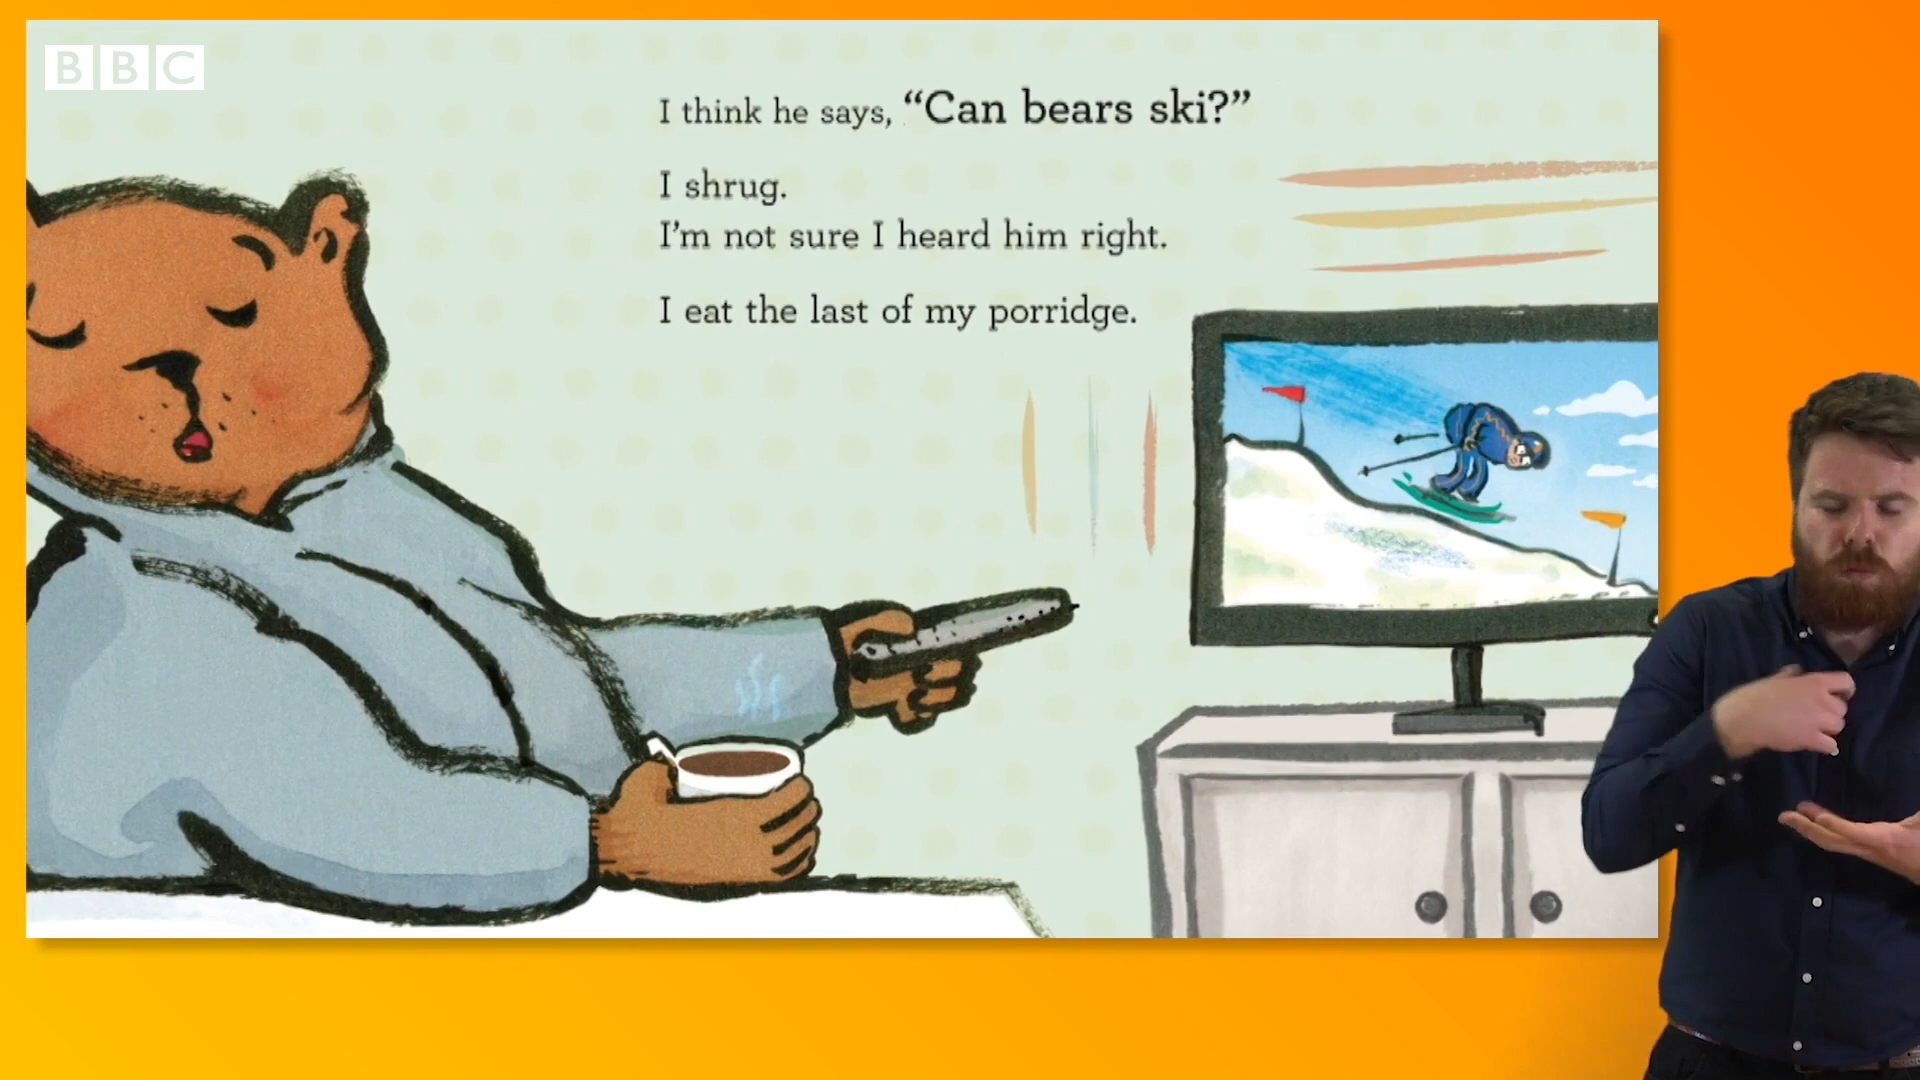 BBC
I think he says, “Can bears ski?”
I shrug.
I’m not sure I heard him right.
I eat the last of my porridge.